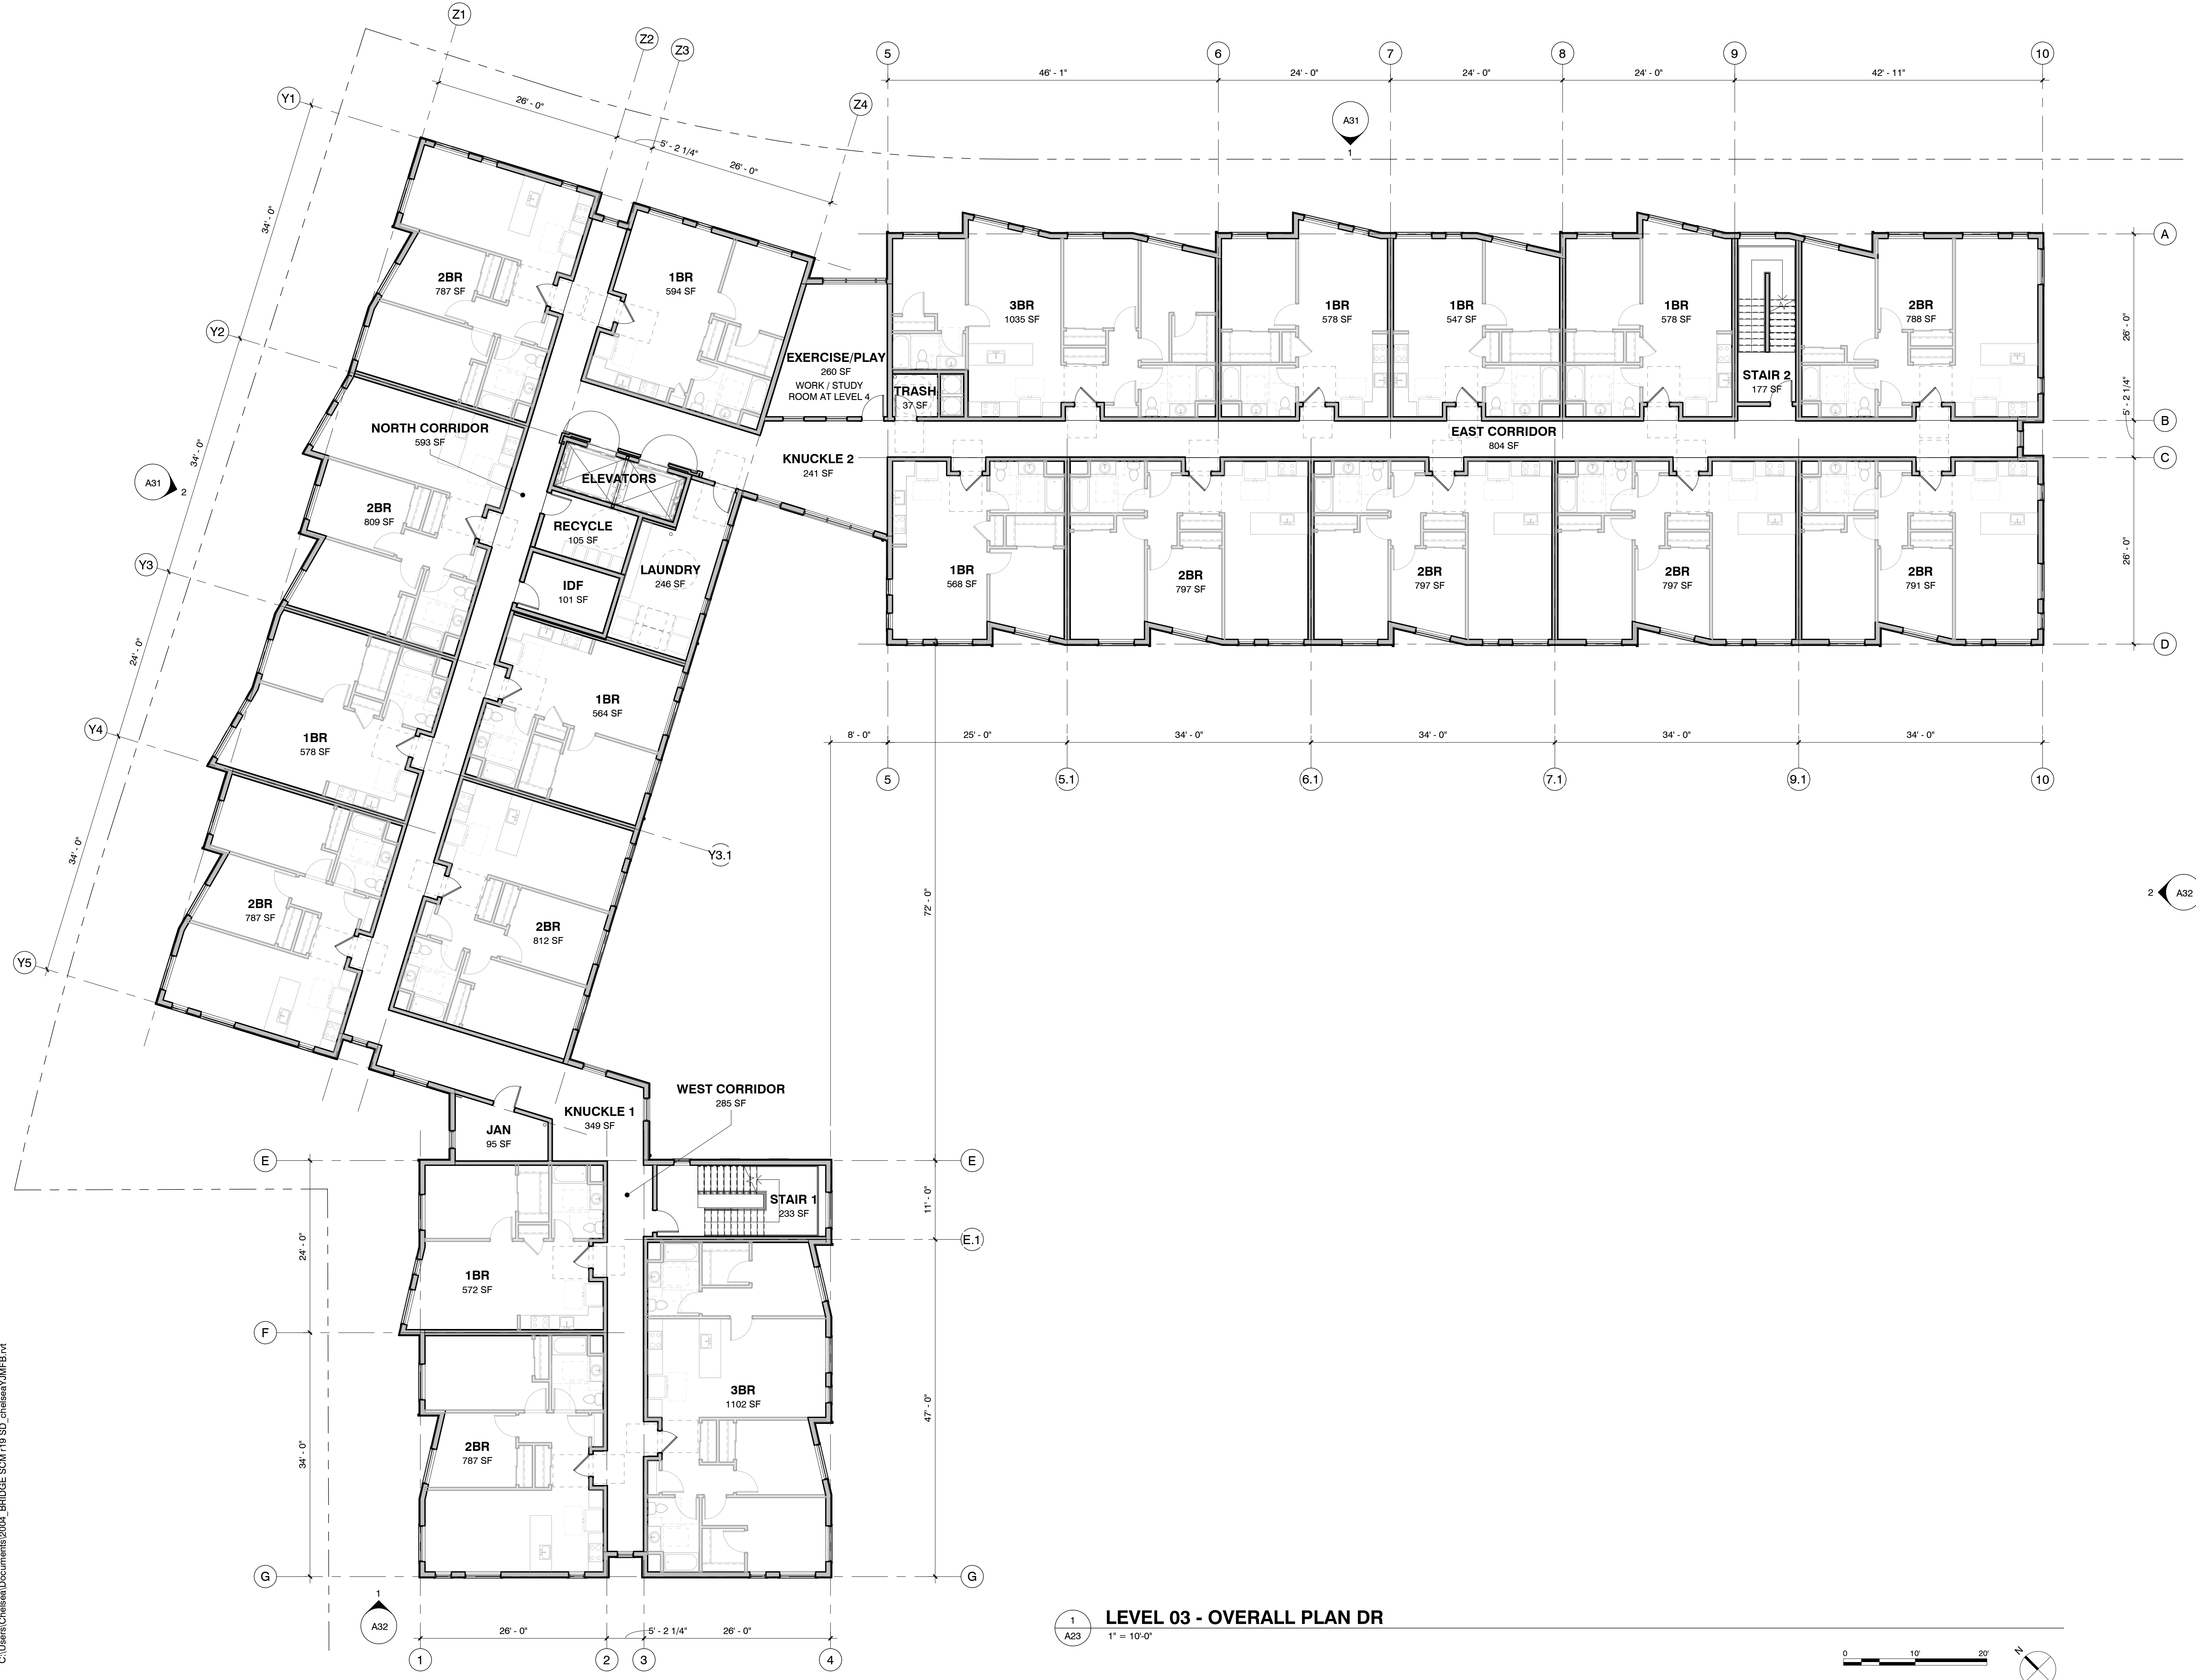 Z1
Z2
Z3
Z4
5
6
7
8
9
10
46' - 1"
24' - 0"
24' - 0"
24' - 0"
42' - 11"
Y1
26' - 0"
5' - 2 1/4"
26' - 0"
A31
1
34' - 0"
A
2BR
787 SF
1BR
594 SF
3BR
1035 SF
1BR
578 SF
1BR
547 SF
1BR
578 SF
2BR
788 SF
26' - 0"
Y2
EXERCISE/PLAY
260 SF
WORK / STUDY
ROOM AT LEVEL 4
TRASH
37 SF
STAIR 2
177 SF
5' - 2 1/4"
B
NORTH CORRIDOR
593 SF
EAST CORRIDOR
804 SF
34' - 0"
KNUCKLE 2
241 SF
C
A31
2
ELEVATORS
2BR
809 SF
RECYCLE
105 SF
Y3
IDF
101 SF
LAUNDRY
246 SF
1BR
568 SF
2BR
797 SF
2BR
797 SF
2BR
797 SF
2BR
791 SF
26' - 0"
D
24' - 0"
1BR
564 SF
Y4
1BR
578 SF
8' - 0"
25' - 0"
34' - 0"
34' - 0"
34' - 0"
34' - 0"
5
5.1
6.1
7.1
9.1
10
34' - 0"
Y3.1
2BR
787 SF
2BR
812 SF
72' - 0"
2
A32
Y5
WEST CORRIDOR
285 SF
KNUCKLE 1
349 SF
JAN
95 SF
E
E
STAIR 1
233 SF
11' - 0"
24' - 0"
E.1
1BR
572 SF
F
3BR
1102 SF
47' - 0"
2BR
787 SF
34' - 0"
G
G
1
A32
26' - 0"
5' - 2 1/4"
26' - 0"
1
2
3
4
1
A23
LEVEL 03 - OVERALL PLAN DR
1" = 10'-0"
0
10'
20'
N
C:\Users\Chelsea\Documents\2004_BRIDGE SCM r19 SD_chelseaYJMFB.rvt